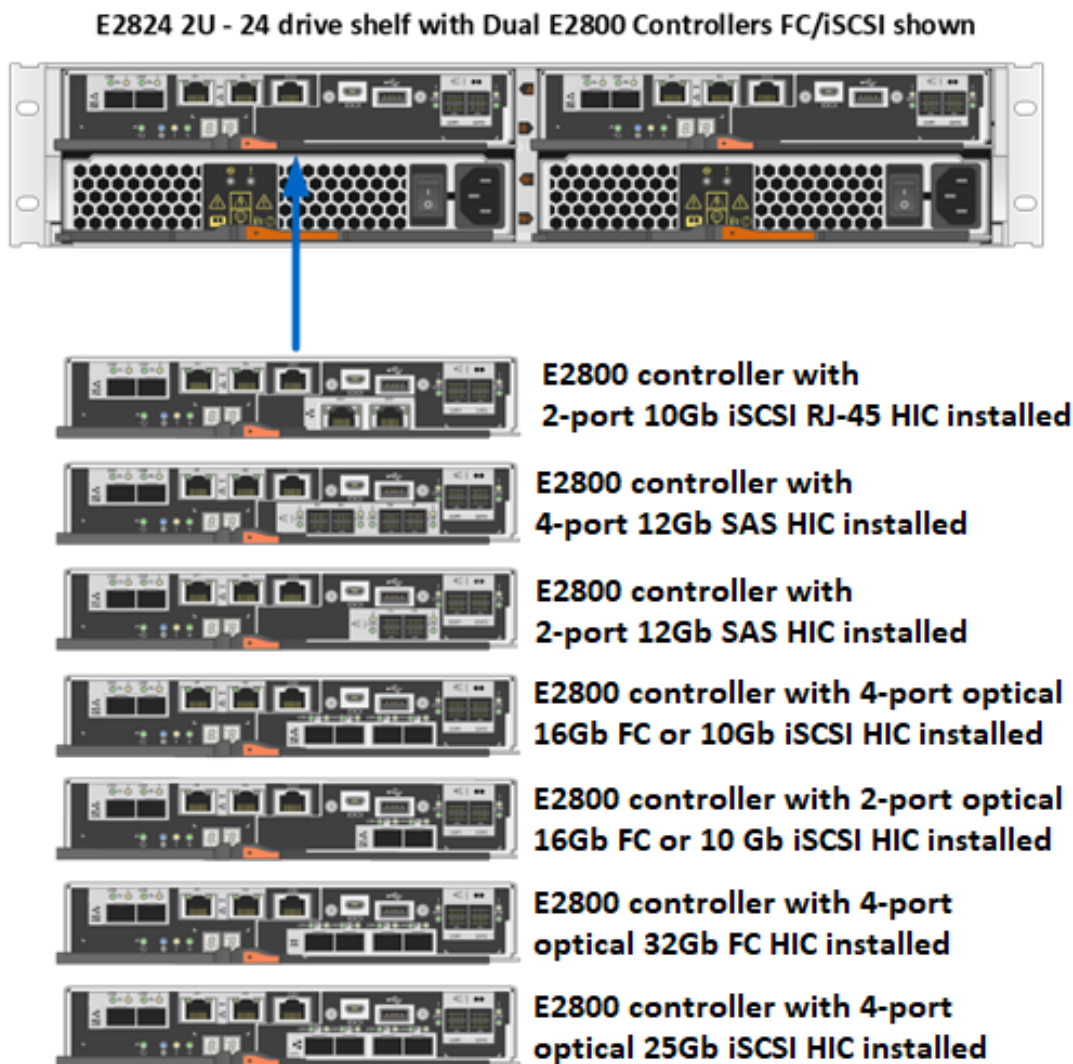 E2824 2U - 24 drive shelf with Dual E2800 Controllers FC/iSCSI shown
E2800 controller with
2-port 10Gb iSCSI RJ-45 HIC installed
E2800 controller with
4-port 12Gb SAS HIC installed
E2800 controller with
2-port 12Gb SAS HIC installed
E2800 controller with 4-port optical
16Gb FC or 10Gb iSCSI HIC installed
E2800 controller with 2-port optical
16Gb FC or 10 Gb iSCSI HIC installed
E2800 controller with 4-port
optical 32Gb FC HIC installed
E2800 controller with 4-port
optical 25Gb iSCSI HIC installed